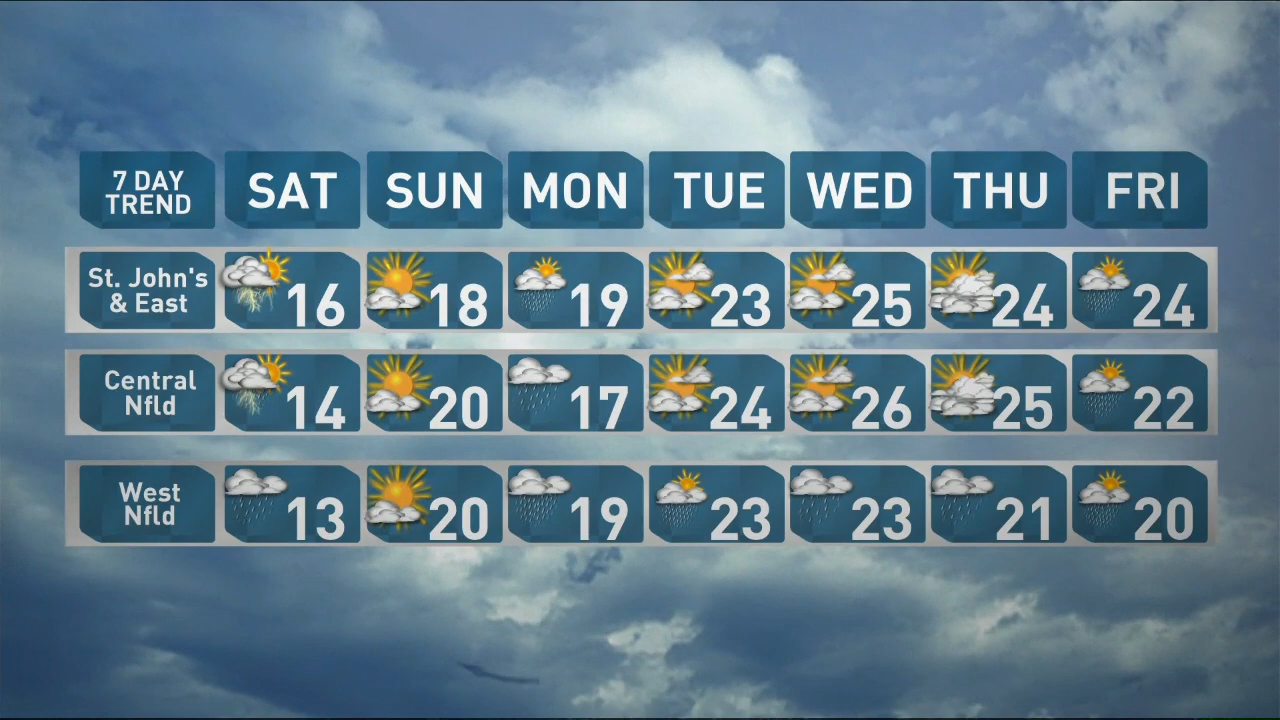 7 DAY
TREND
SAT SUN MON TUE WED THU FRI
St. John's
& East
16 18 19 23 25 24 24
Central
Nfld
14 20 17 24 26 25 22
West
Nfld
13 20 19 23 23 21 20